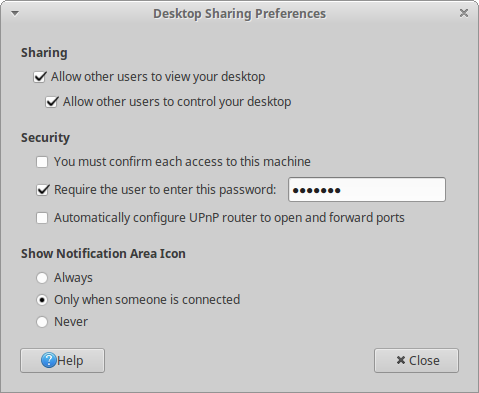 Desktop Sharing Preferences
Sharing
Allow other users to view your desktop
Allow other users to control your desktop
Security
You must confirm each access to this machine
Require the user to enter this password: •••••••
Automatically configure UPnP router to open and forward ports
Show Notification Area Icon
Always
Only when someone is connected
Never
Help
Close